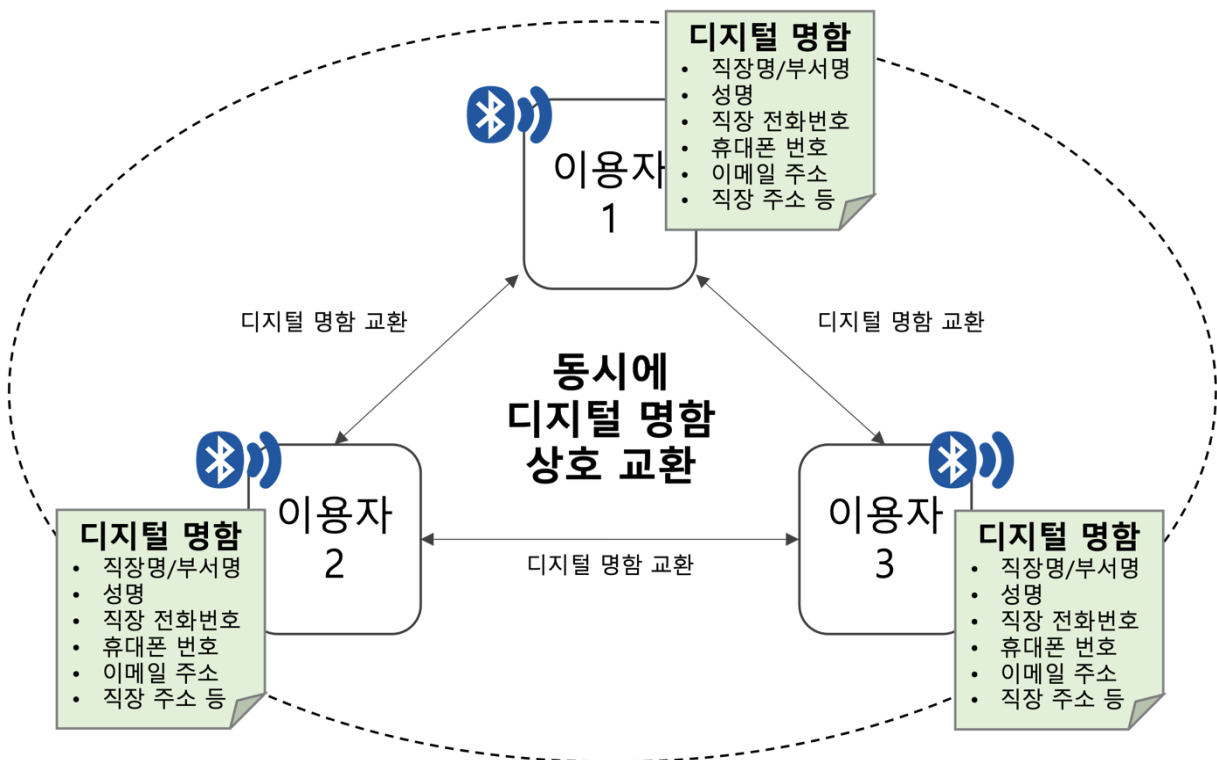 디지털 명함
• 직장명/부서명
• 성명
• 직장 전화번호
• 휴대폰 번호
• 이메일 주소
• 직장 주소 등
이용자
1
디지털 명함 교환
디지털 명함 교환
동시에
디지털 명함
상호 교환
이용자
2
디지털 명함
• 직장명/부서명
• 성명
• 직장 전화번호
• 휴대폰 번호
• 이메일 주소
• 직장 주소 등
디지털 명함 교환
이용자
3
디지털 명함
• 직장명/부서명
• 성명
• 직장 전화번호
• 휴대폰 번호
• 이메일 주소
• 직장 주소 등